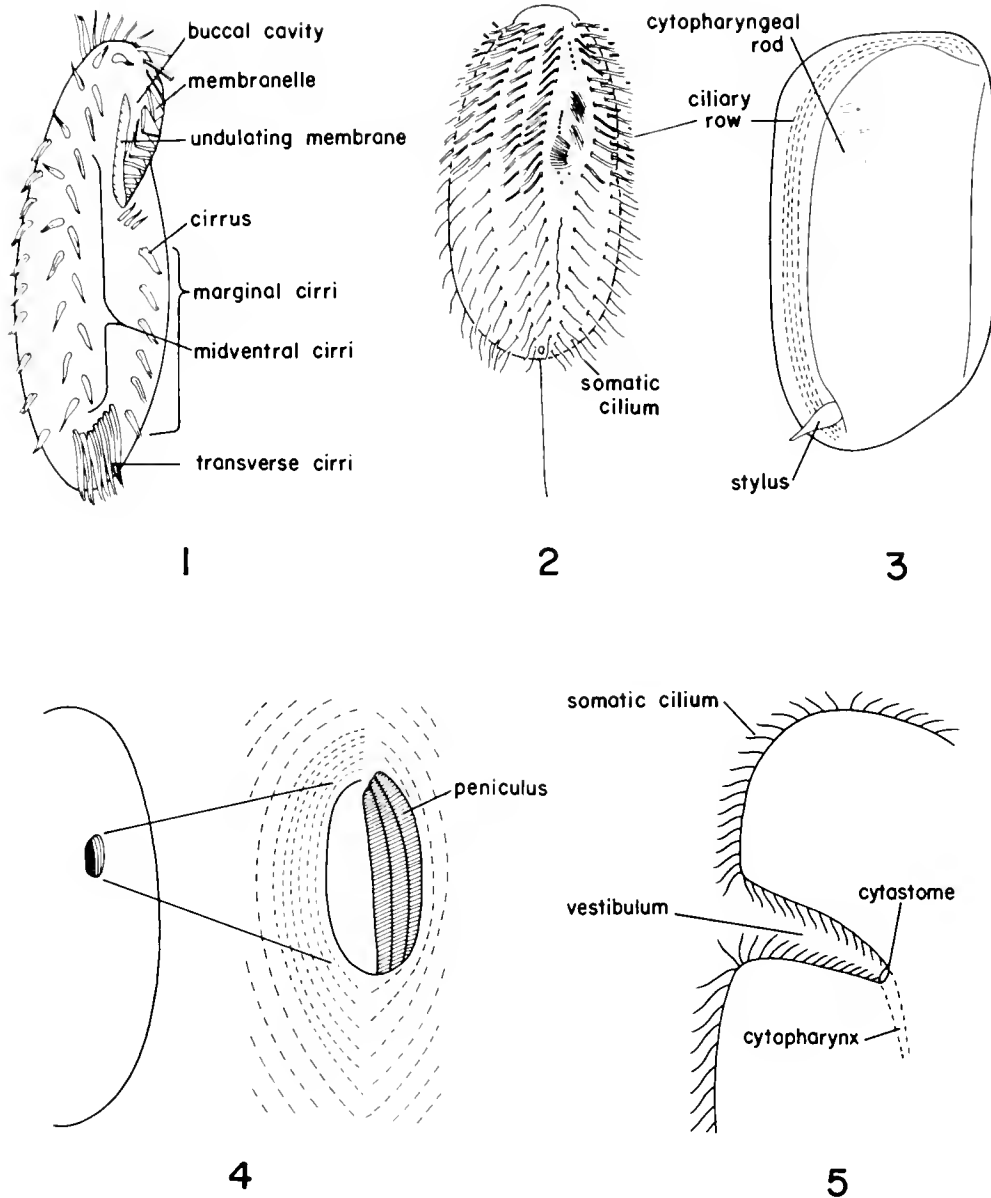 buccal cavity
membranelle
undulating membrane
cirrus
marginal cirri
midventral cirri
transverse cirri
1
somatic
cilium
2
cytopharyngeal
rod
ciliary
row
stylus
3
peniculus
4
somatic cilium
vestibulum
cytastome
cytopharynx
5